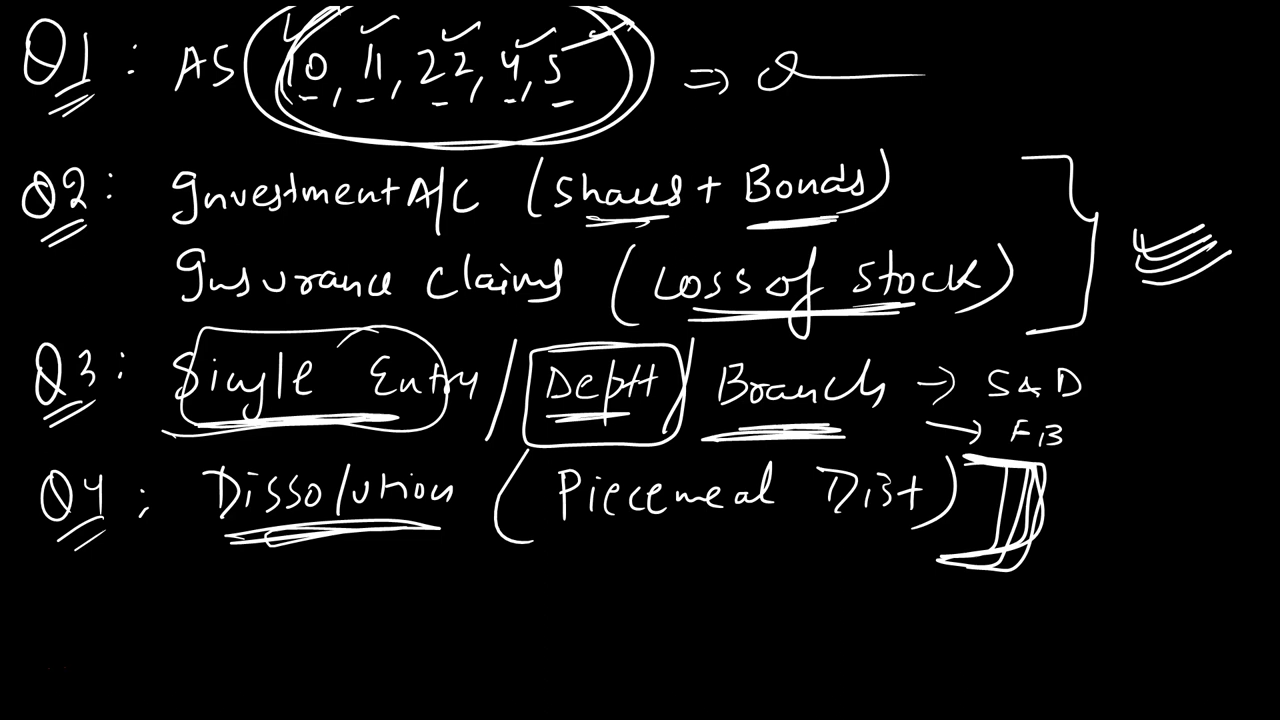 Q1: AS (10, 11, 22, 4, 5) ⇒
Q2: Investment A/C (Shares + Bonds)
Insurance claims (Loss of stock)
Q3: Single Entry / Deptt / Branch → S & D
→ FB
Q4: Dissolution (Piecemeal Dist)